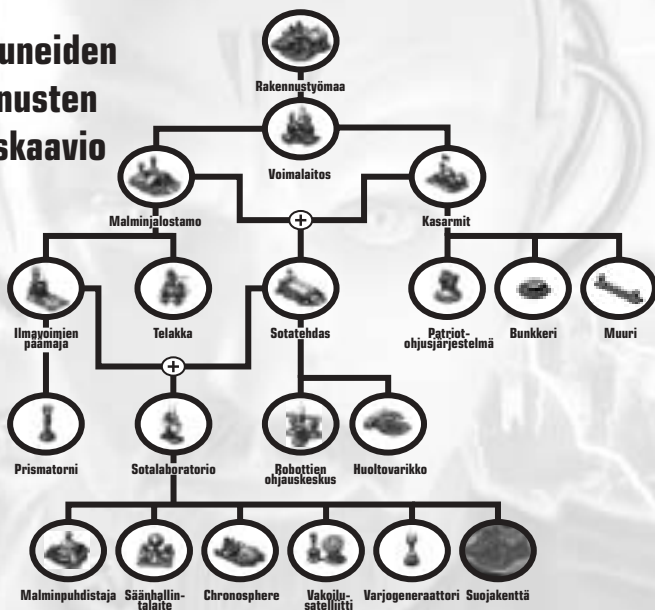 uneiden
nusten
skaavio
Rakennustyömaa
Voimalaitos
Malminjalostamo
+
Kasarmit
Ilmavoimien
päämaja
Telakka
Sotatehdas
Patriot-
ohjusjärjestelmä
Bunkkeri
Muuri
+
Prismatorni
Sotalaboratorio
Robottien
ohjauskeskus
Huoltovarikko
Malminpuhdistaja
Säänhallin-
talaite
Chronosphere
Vakoilu-
satelliitti
Varjogeneraattori
Suojakenttä